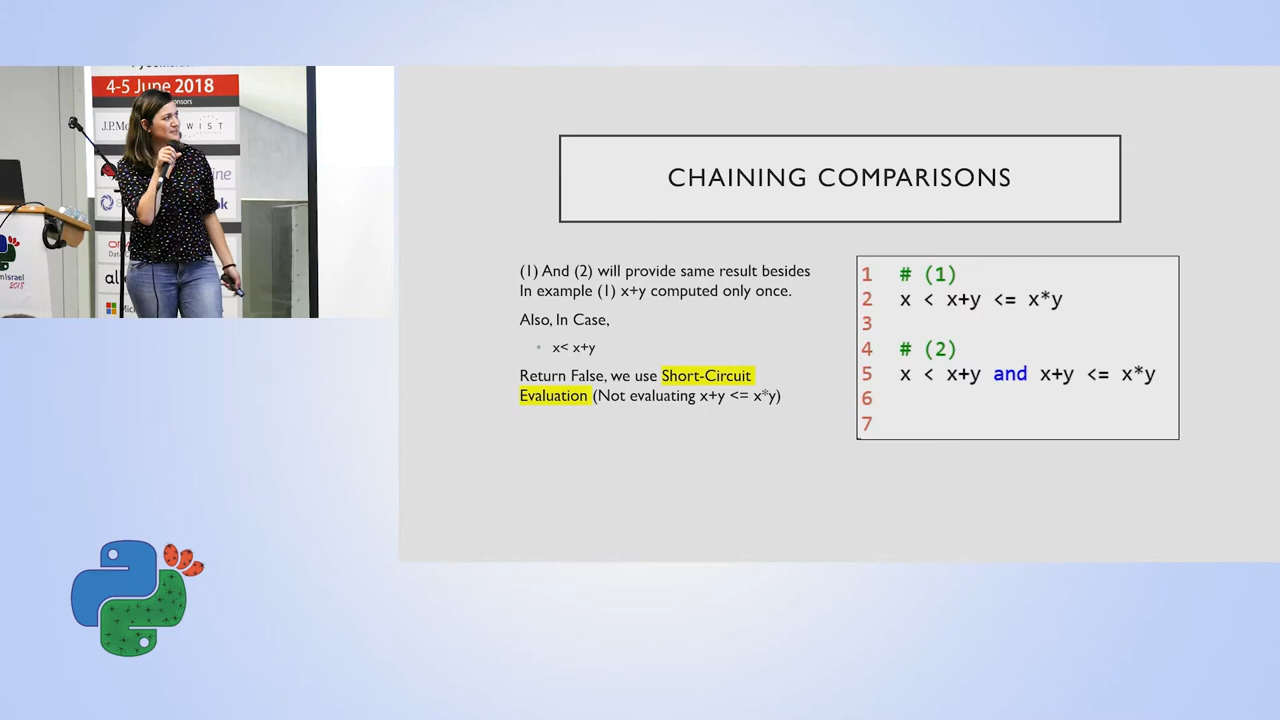 4-5 June 2018
J.P.M
WIST
CHAINING COMPARISONS
(1) And (2) will provide same result besides
In example (1) x+y computed only once.
Also, In Case,
• x< x+y
Return False, we use Short-Circuit
Evaluation (Not evaluating x+y <= x*y)
1 # (1)
2 x < x+y <= x*y
3
4 # (2)
5 x < x+y and x+y <= x*y
6
7
2018